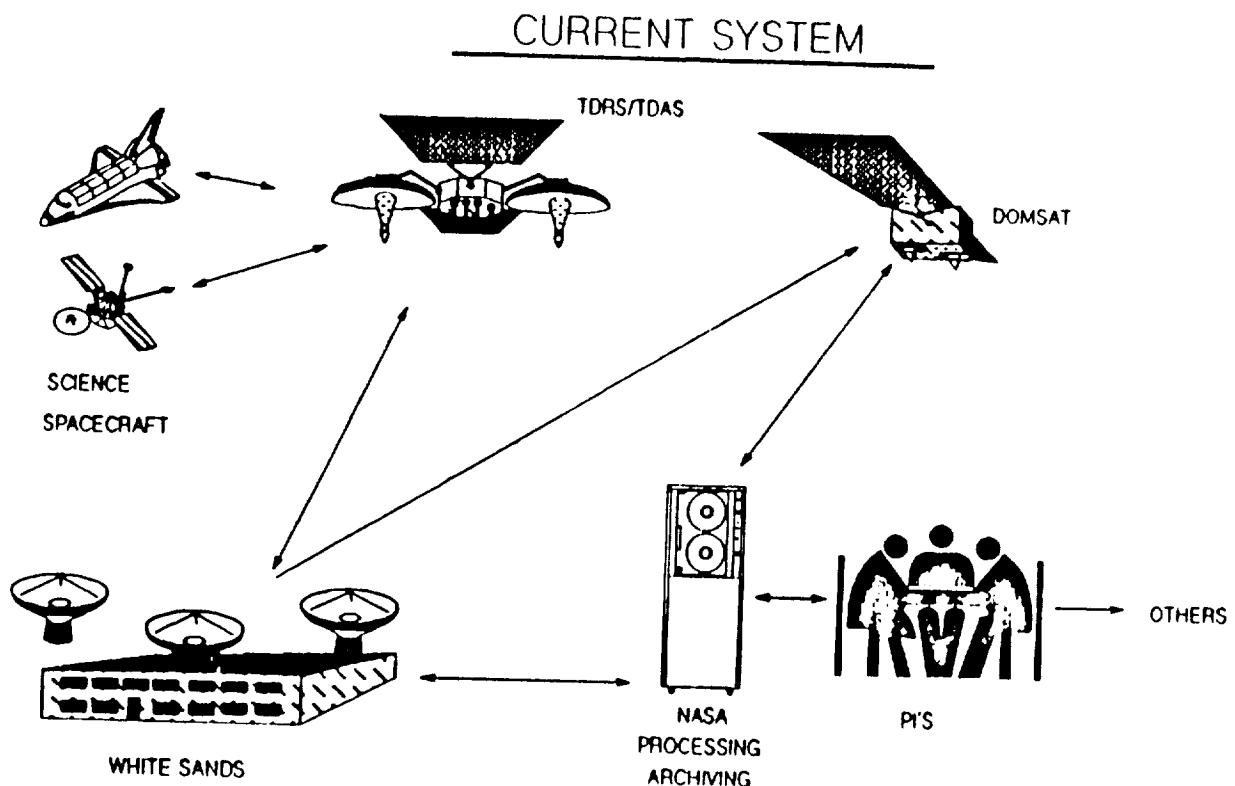 CURRENT SYSTEM
TDRS/TDAS
DOMSAT
SCIENCE
SPACECRAFT
OTHERS
NASA
PROCESSING
ARCHIVING
PI'S
WHITE SANDS